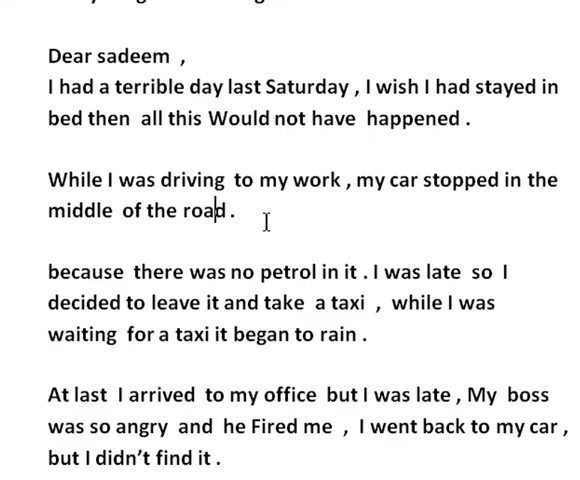 Dear sadeem ,
I had a terrible day last Saturday , I wish I had stayed in
bed then all this Would not have happened .
While I was driving to my work , my car stopped in the
middle of the road .
because there was no petrol in it . I was late so I
decided to leave it and take a taxi , while I was
waiting for a taxi it began to rain .
At last I arrived to my office but I was late , My boss
was so angry and he Fired me , I went back to my car ,
but I didn't find it .